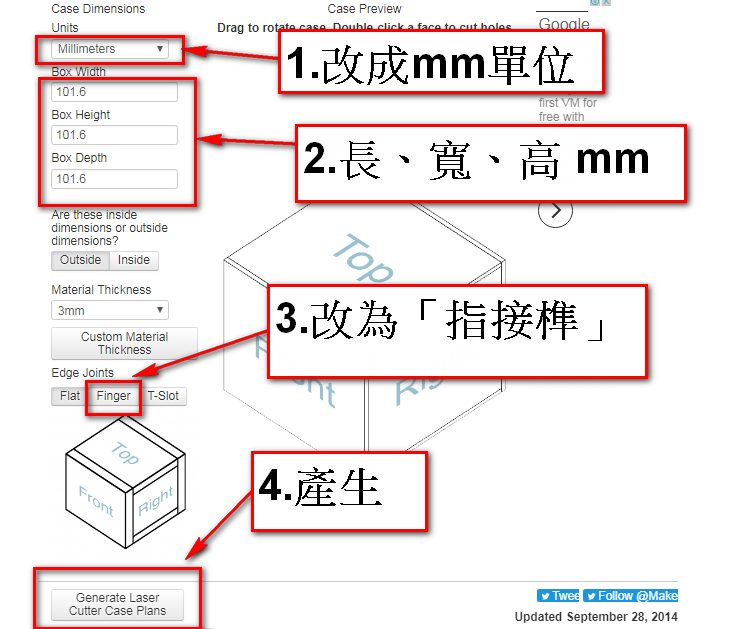 Case Dimensions
Units
Millimeters
Box Width
101.6
Box Height
101.6
Box Depth
101.6
Are these inside
dimensions or outside
dimensions?
Outside Inside
Material Thickness
3mm
Custom Material
Thickness
Edge Joints
Flat Finger T-Slot
Top
Front
Right
Generate Laser
Cutter Case Plans
Case Preview
Drag to rotate case. Double click a face to cut holes.
Top
Front
Right
1.改成mm單位
2.長、寬、高 mm
3.改為「指接榫」
4.產生
Google
first VM for
free with
Twee
Follow @Make
Updated September 28, 2014